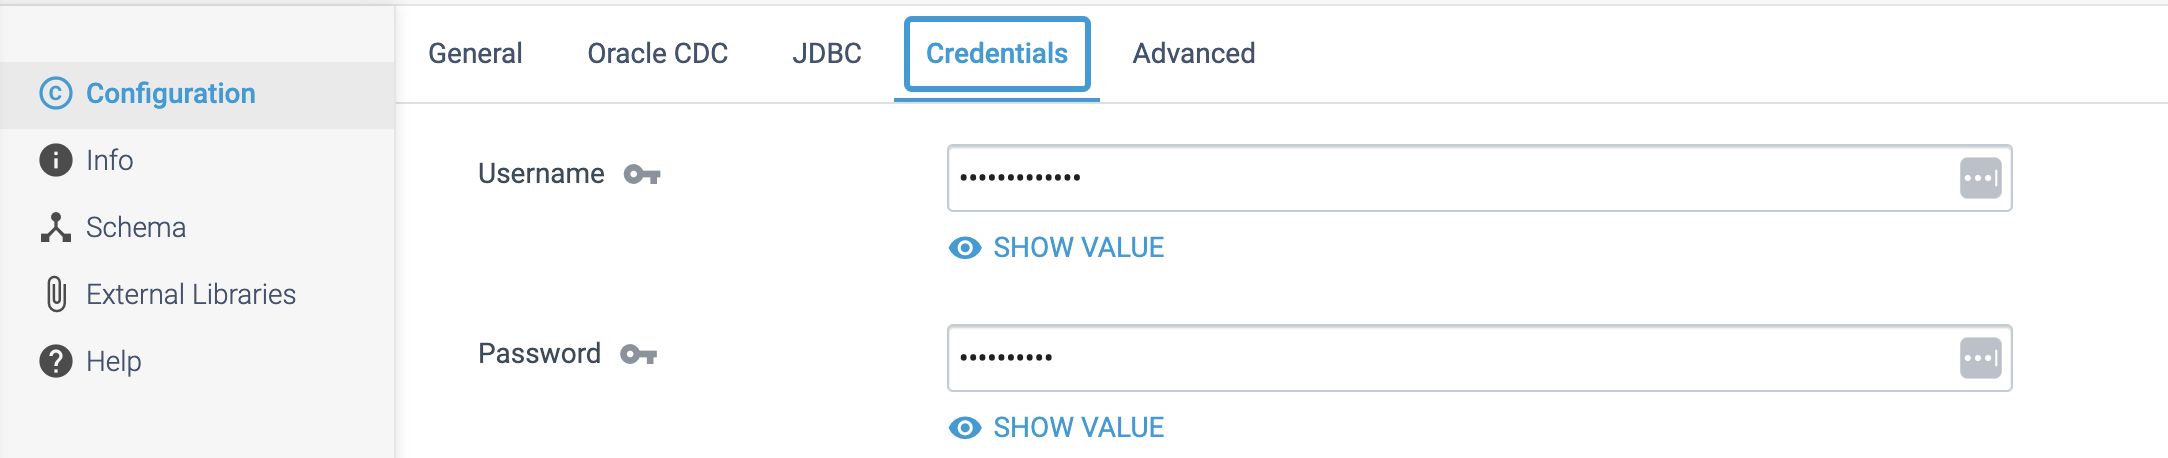 General Oracle CDC JDBC Credentials Advanced
Configuration
Info
Schema
External Libraries
Help
Username
•••••••••••••
SHOW VALUE
Password
••••••••••
SHOW VALUE